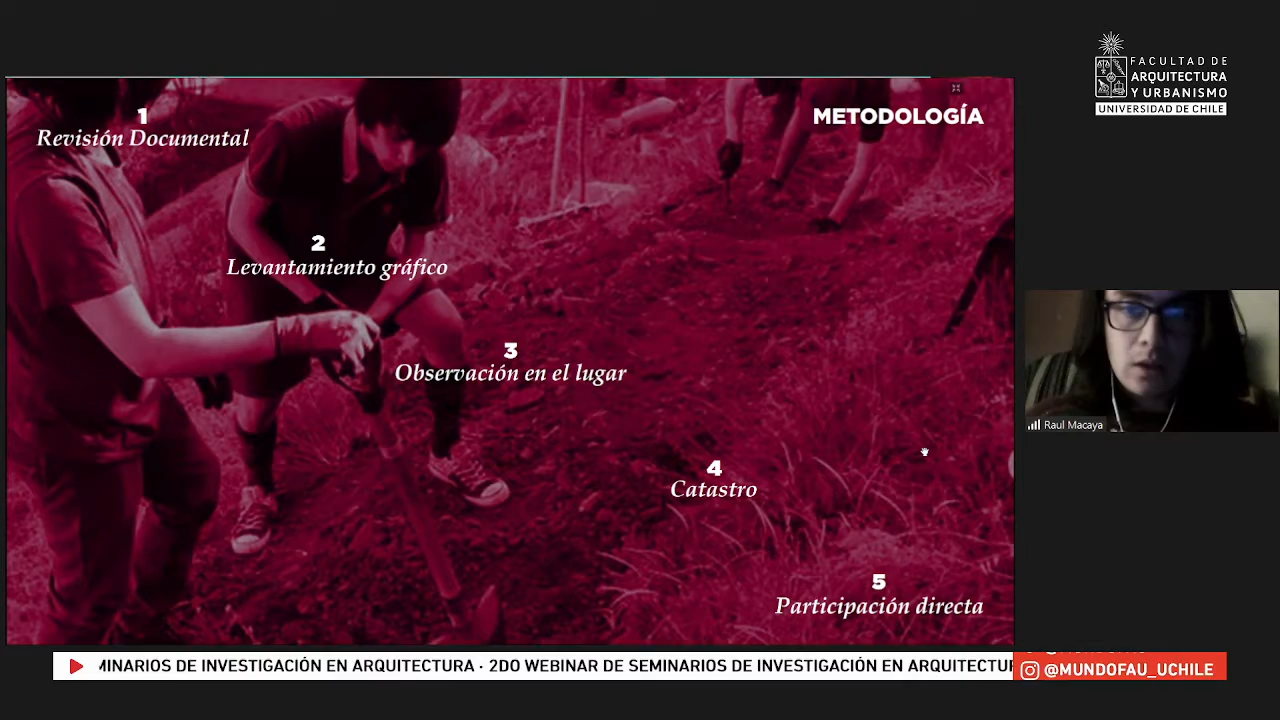 FACULTAD DE
ARQUITECTURA
Y URBANISMO
UNIVERSIDAD DE CHILE
METODOLOGÍA
1
Revisión Documental
2
Levantamiento gráfico
3
Observación en el lugar
4
Catastro
5
Participación directa
Raul Macaya
MINARIOS DE INVESTIGACIÓN EN ARQUITECTURA · 2DO WEBINAR DE SEMINARIOS DE INVESTIGACIÓN EN ARQUITECTU
@MUNDOFAU_UCHILE